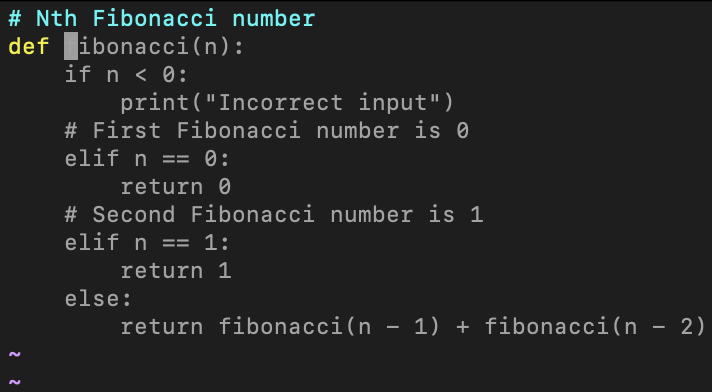 # Nth Fibonacci number
def fibonacci(n):
    if n < 0:
        print("Incorrect input")
    # First Fibonacci number is 0
    elif n == 0:
        return 0
    # Second Fibonacci number is 1
    elif n == 1:
        return 1
    else:
        return fibonacci(n - 1) + fibonacci(n - 2)
~
~